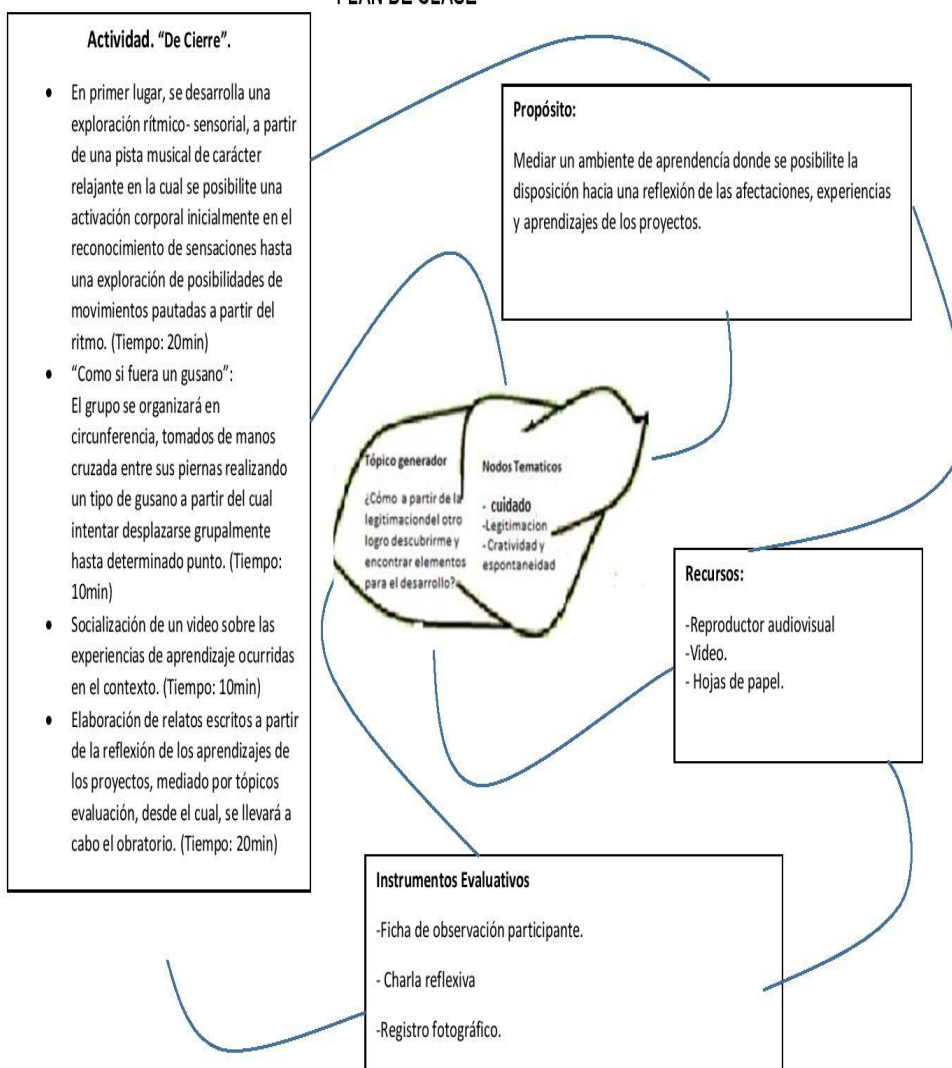 PLAN DE CLASE
Actividad. “De Cierre”.
• En primer lugar, se desarrolla una
exploración rítmico- sensorial, a partir
de una pista musical de carácter
relajante en la cual se posibilite una
activación corporal inicialmente en el
reconocimiento de sensaciones hasta
una exploración de posibilidades de
movimientos pautadas a partir del
ritmo. (Tiempo: 20min)
• “Como si fuera un gusano”:
El grupo se organizará en
circunferencia, tomados de manos
cruzada entre sus piernas realizando
un tipo de gusano a partir del cual
intentar desplazarse grupalmente
hasta determinado punto. (Tiempo:
10min)
• Socialización de un video sobre las
experiencias de aprendizaje ocurridas
en el contexto. (Tiempo: 10min)
• Elaboración de relatos escritos a partir
de la reflexión de los aprendizajes de
los proyectos, mediado por tópicos
evaluación, desde el cual, se llevará a
cabo el obratorio. (Tiempo: 20min)
Propósito:
Mediar un ambiente de aprendencía donde se posibilite la
disposición hacia una reflexión de las afectaciones, experiencias
y aprendizajes de los proyectos.
Tópico generador
¿Cómo a partir de la
legitimaciondel otro
logro descubrirme y
encontrar elementos
para el desarrollo?
Nodos Tematicos
- cuidado
-Legitimacion
-Cratividad y
espontaneidad
Recursos:
-Reproductor audiovisual
-Video.
- Hojas de papel.
Instrumentos Evaluativos
-Ficha de observación participante.
- Charla reflexiva
-Registro fotográfico.